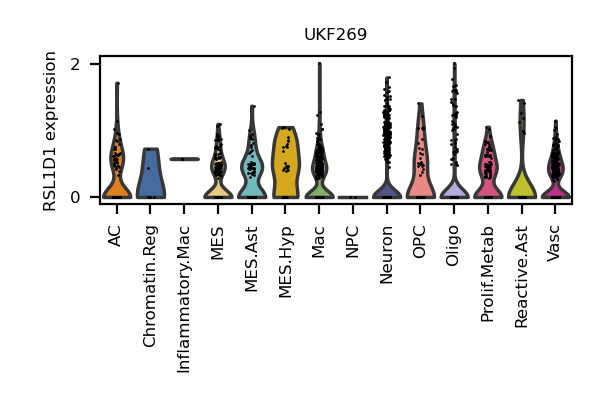 UKF269
RSL1D1 expression
2
0
AC
Chromatin.Reg
Inflammatory.Mac
MES
MES.Ast
MES.Hyp
Mac
NPC
Neuron
OPC
Oligo
Prolif.Metab
Reactive.Ast
Vasc